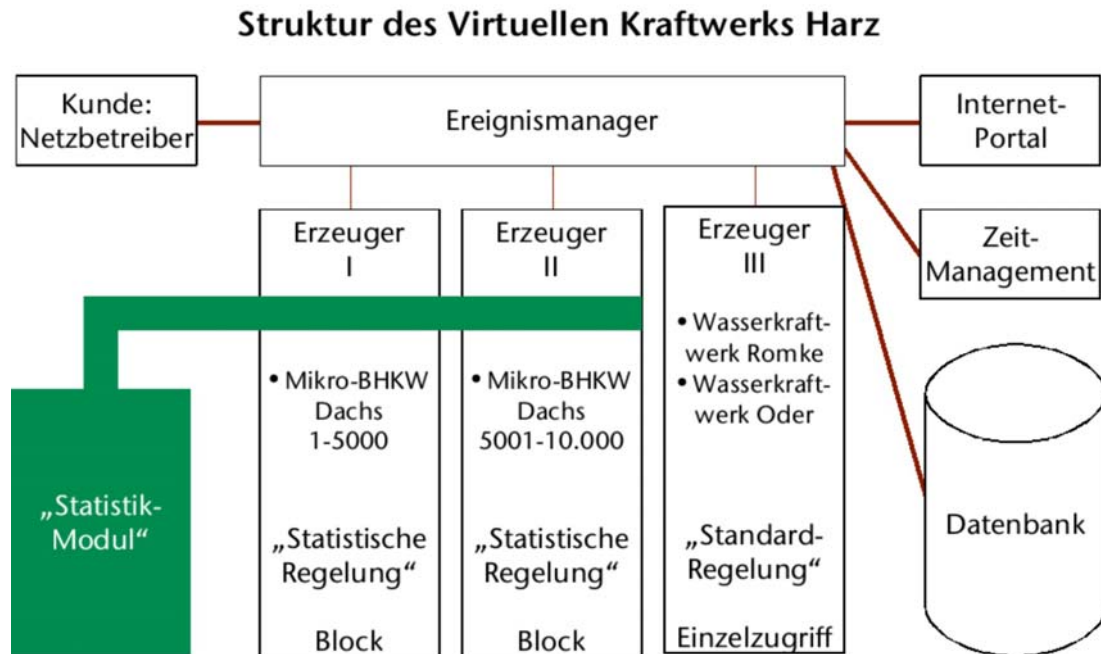 Struktur des Virtuellen Kraftwerks Harz
Kunde:
Netzbetreiber
Ereignismanager
Internet-
Portal
Zeit-
Management
Datenbank
„Statistik-
Modul“
Erzeuger
I
• Mikro-BHKW
Dachs
1-5000
„Statistische
Regelung“
Block
Erzeuger
II
• Mikro-BHKW
Dachs
5001-10.000
„Statistische
Regelung“
Block
Erzeuger
III
• Wasserkraft-
werk Romke
• Wasserkraft-
werk Oder
„Standard-
Regelung“
Einzelzugriff